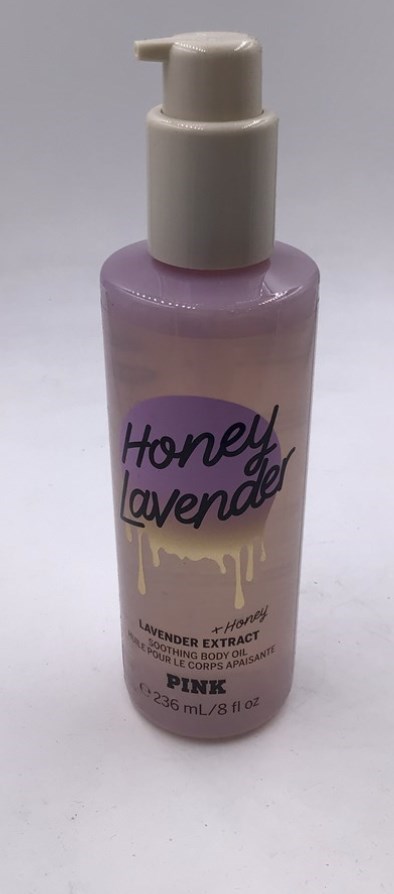 Honey
Lavender
+ Honey
LAVENDER EXTRACT
SOOTHING BODY OIL
HUILE POUR LE CORPS APAISANTE
PINK
℮ 236 mL/8 fl oz